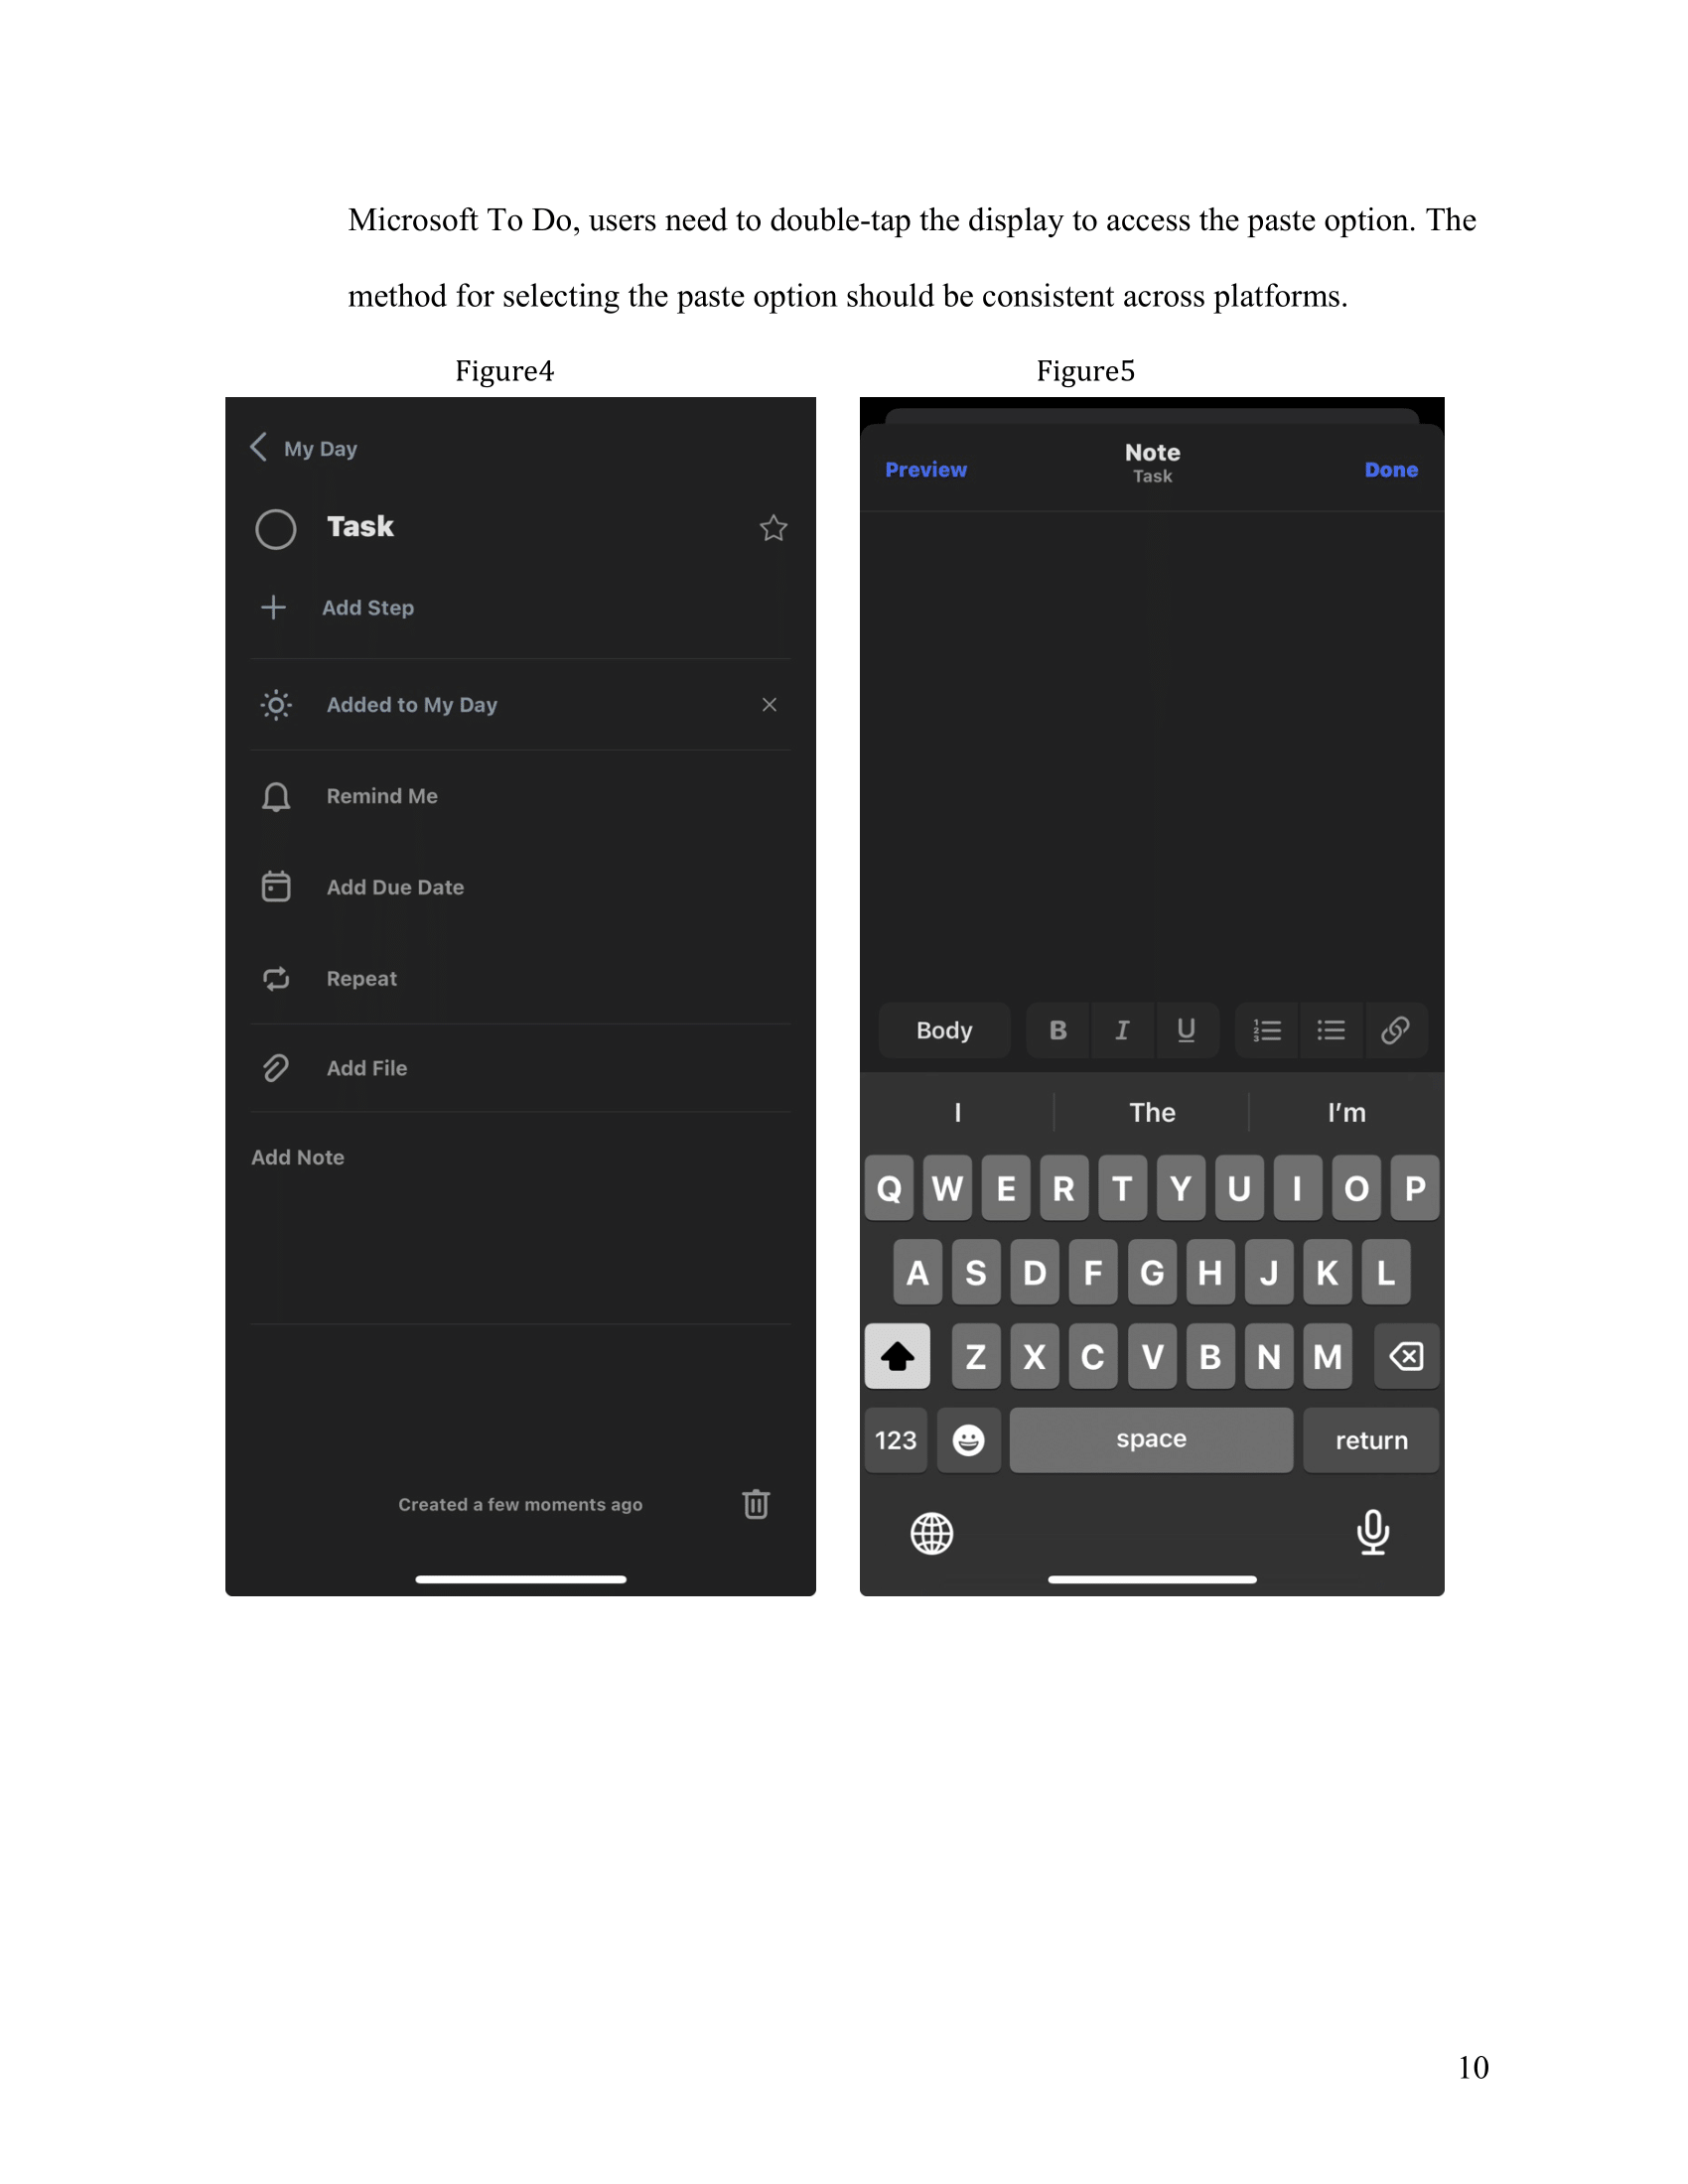 Microsoft To Do, users need to double-tap the display to access the paste option. The
method for selecting the paste option should be consistent across platforms.
Figure4
Figure5
My Day
Task
Add Step
Added to My Day
Remind Me
Add Due Date
Repeat
Add File
Add Note
Created a few moments ago
Preview
Note
Task
Done
Body B I U
I The I'm
Q W E R T Y U I O P
A S D F G H J K L
Z X C V B N M
123 space return
10